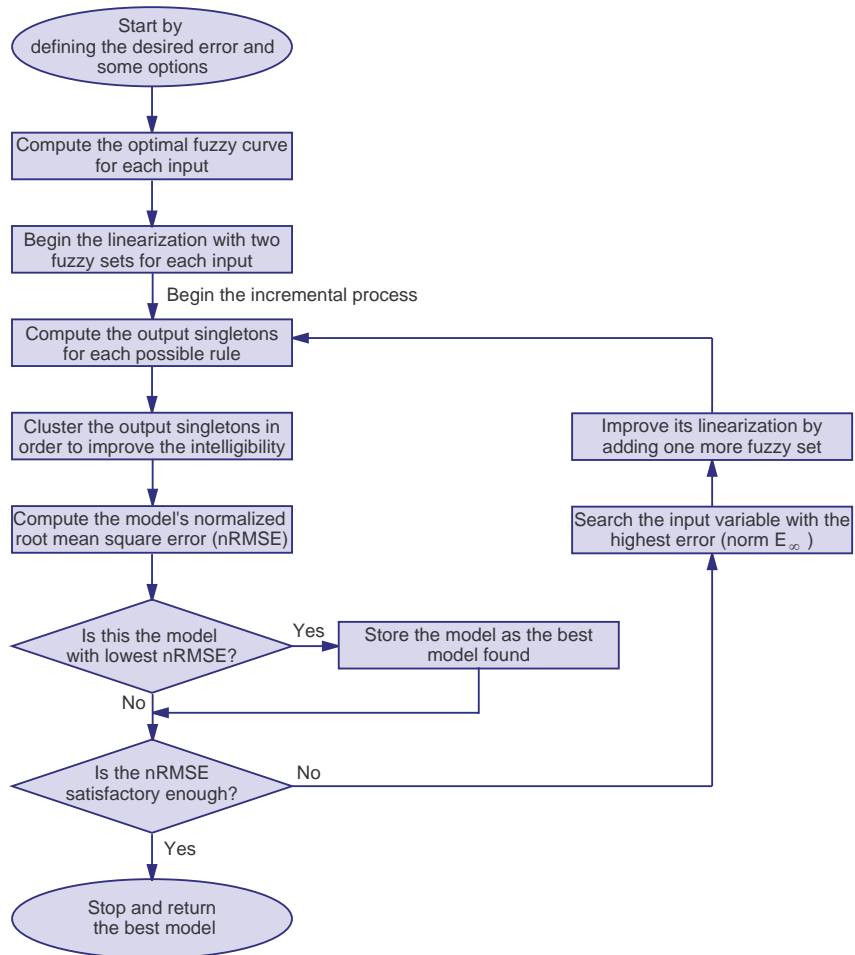 Start by
defining the desired error and
some options
Compute the optimal fuzzy curve
for each input
Begin the linearization with two
fuzzy sets for each input
Begin the incremental process
Compute the output singletons
for each possible rule
Cluster the output singletons in
order to improve the intelligibility
Compute the model's normalized
root mean square error (nRMSE)
Is this the model
with lowest nRMSE?
Yes
Store the model as the best
model found
No
Is the nRMSE
satisfactory enough?
No
Yes
Stop and return
the best model
Improve its linearization by
adding one more fuzzy set
Search the input variable with the
highest error (norm E∞ )